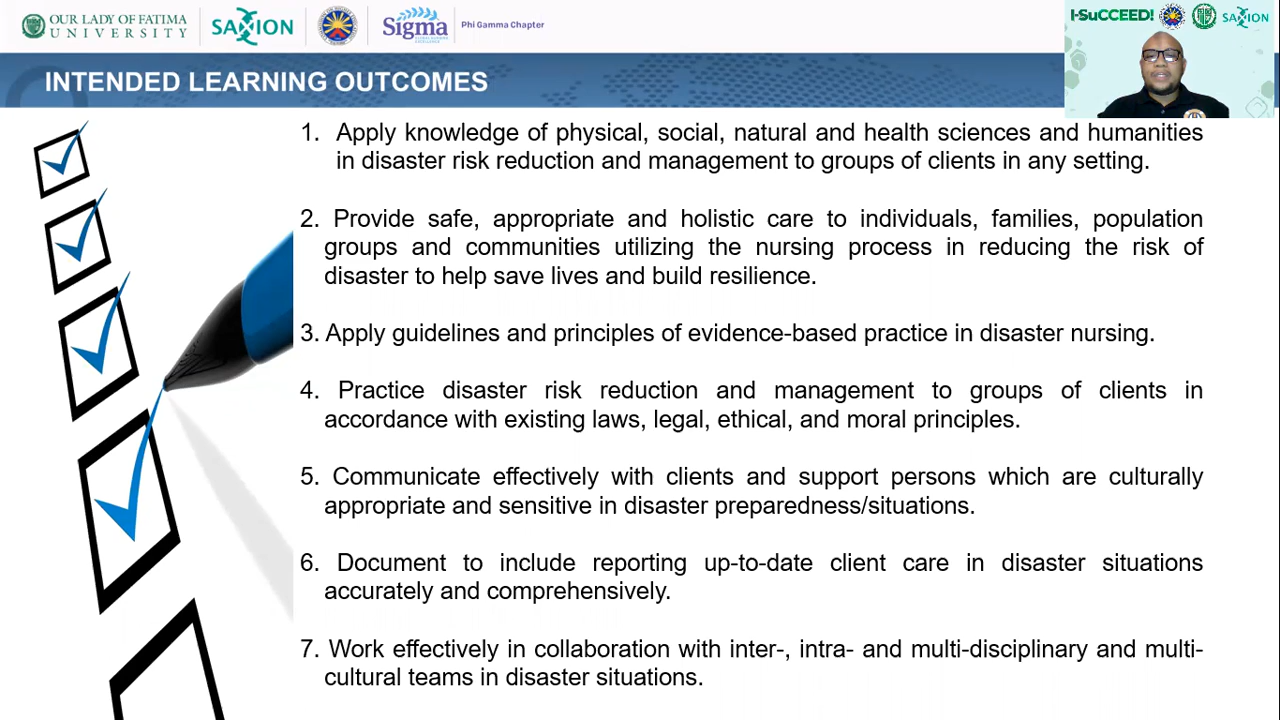 OUR LADY OF FATIMA
UNIVERSITY
SAXION
Sigma
Phi Gamma Chapter
I-SuCCEED!
SAXION
INTENDED LEARNING OUTCOMES
1. Apply knowledge of physical, social, natural and health sciences and humanities
in disaster risk reduction and management to groups of clients in any setting.
2. Provide safe, appropriate and holistic care to individuals, families, population
groups and communities utilizing the nursing process in reducing the risk of
disaster to help save lives and build resilience.
3. Apply guidelines and principles of evidence-based practice in disaster nursing.
4. Practice disaster risk reduction and management to groups of clients in
accordance with existing laws, legal, ethical, and moral principles.
5. Communicate effectively with clients and support persons which are culturally
appropriate and sensitive in disaster preparedness/situations.
6. Document to include reporting up-to-date client care in disaster situations
accurately and comprehensively.
7. Work effectively in collaboration with inter-, intra- and multi-disciplinary and multi-
cultural teams in disaster situations.